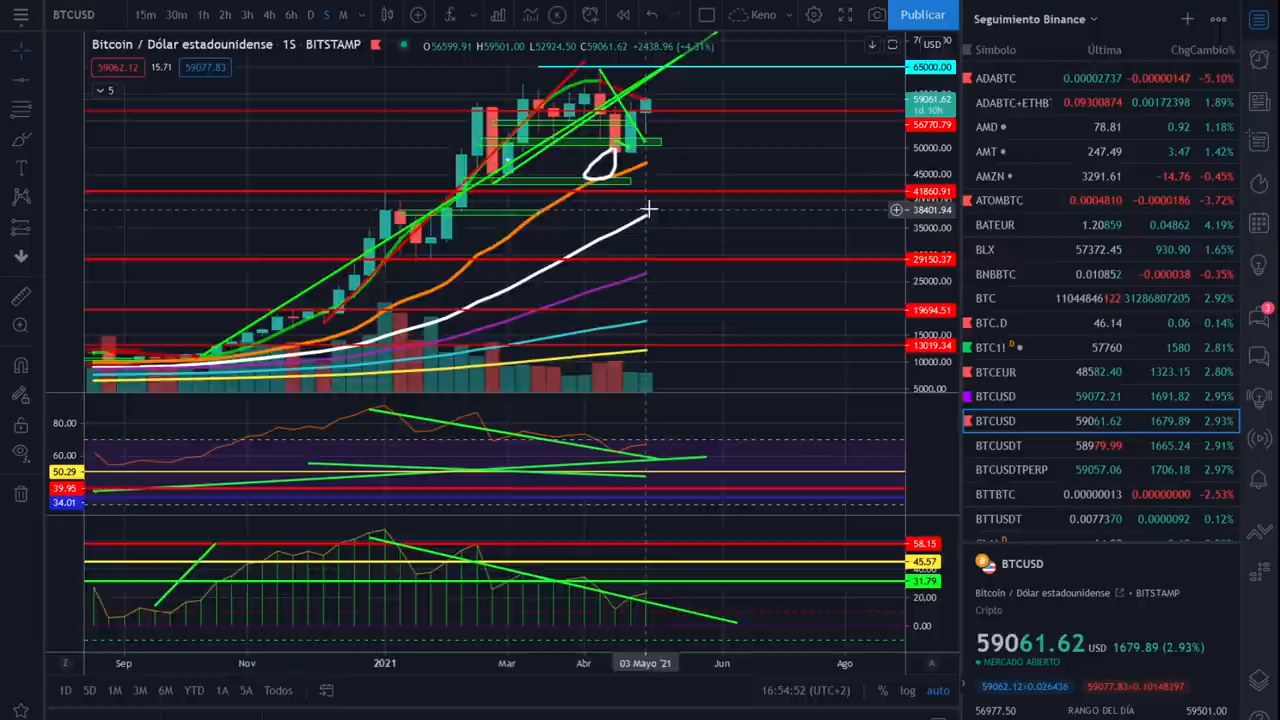 BTCUSD 15m 30m 1h 2h 3h 4h 6h D S M Keno Publicar
Bitcoin / Dólar estadounidense · 1S · BITSTAMP O56599.91 H59501.00 L52924.50 C59061.62 +2438.96 (+4.31%) USD
59062.12 15.71 59077.83
5
65000.00
59061.62
1d 10h
56770.79
50000.00
45000.00
41860.91
38401.94
35000.00
29150.37
25000.00
19694.51
15000.00
13019.34
10000.00
5000.00
80.00
60.00
50.29
39.95
34.01
58.15
45.57
31.79
20.00
0.00
Z Sep Nov 2021 Mar Abr 03 Mayo '21 Jun Ago A
1D 5D 1M 3M 6M YTD 1A 5A Todos 16:54:52 (UTC+2) % log auto
Seguimiento Binance
Símbolo Última Chg Cambio%
ADABTC 0.00002737 −0.00000147 −5.10%
ADABTC+ETHBT 0.09300874 0.00172398 1.89%
AMD 78.81 0.92 1.18%
AMT 247.49 3.47 1.42%
AMZN 3291.61 −14.76 −0.45%
ATOMBTC 0.0004810 −0.0000186 −3.72%
BATEUR 1.20859 0.04862 4.19%
BLX 57372.45 930.90 1.65%
BNBBTC 0.010852 −0.000038 −0.35%
BTC 11044846122 31286807205 2.92%
BTC.D 46.14 0.06 0.14%
BTC1! D 57760 1580 2.81%
BTCEUR 48582.40 1323.15 2.80%
BTCUSD 59072.21 1691.82 2.95%
BTCUSD 59061.62 1679.89 2.93%
BTCUSDT 58979.99 1665.24 2.91%
BTCUSDTPERP 59057.06 1706.18 2.97%
BTTBTC 0.00000013 0.00000000 −2.53%
BTTUSDT 0.0077370 0.0000092 0.12%
3
BTCUSD
Bitcoin / Dólar estadounidense · BITSTAMP
Cripto
59061.62 USD 1679.89 (2.93%)
MERCADO ABIERTO
59062.12×0.026436 59077.83×0.10148397
56977.50 RANGO DEL DÍA 59501.00